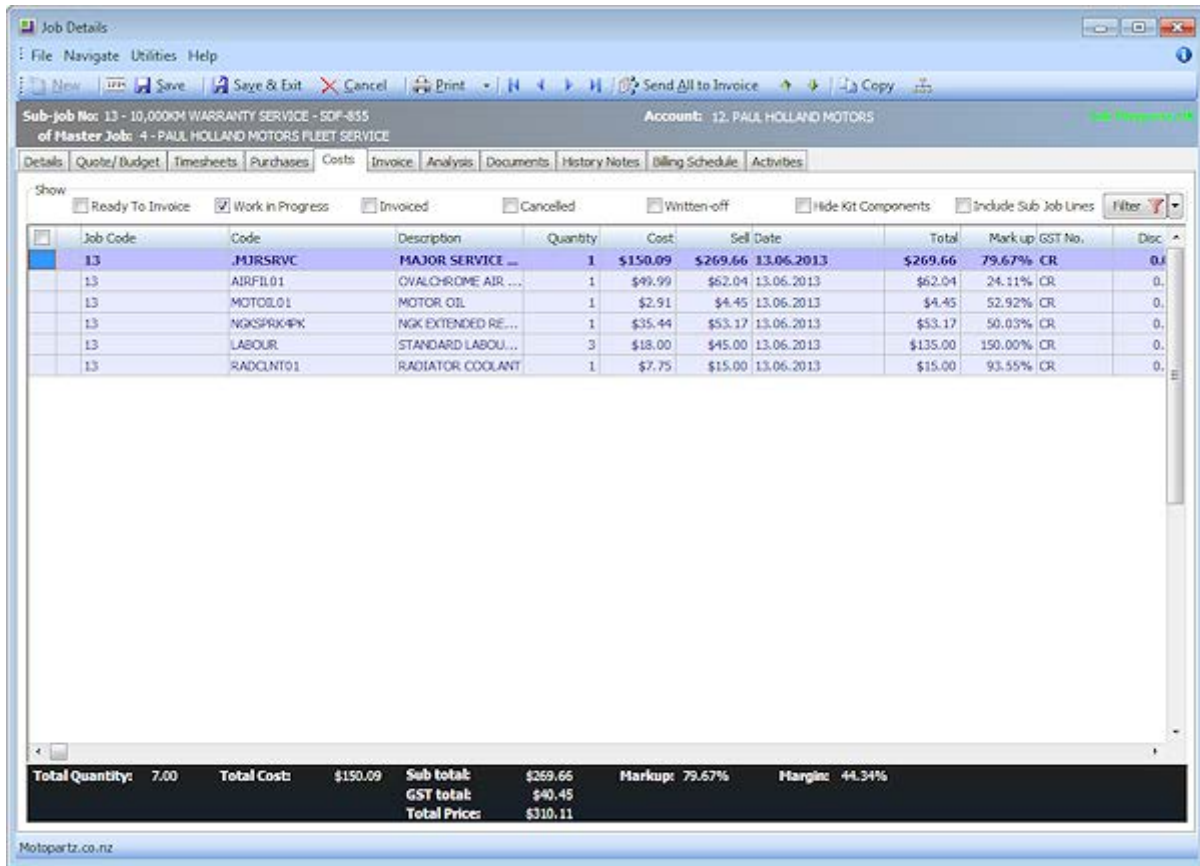 Job Details
File Navigate Utilities Help
New Save Save & Exit Cancel Print Send All to Invoice Copy
Sub-job No: 13 - 10,000KM WARRANTY SERVICE - SDF-855 Account: 12. PAUL HOLLAND MOTORS
of Master Job: 4 - PAUL HOLLAND MOTORS FLEET SERVICE
Details Quote/Budget Timesheets Purchases Costs Invoice Analysis Documents History Notes Billing Schedule Activities
Show
Ready To Invoice Work in Progress Invoiced Cancelled Written-off Hide Kit Components Include Sub Job Lines Filter
Job Code Code Description Quantity Cost Sell Date Total Mark up GST No. Disc
13 .MJRSRVC MAJOR SERVICE ... 1 $150.09 $269.66 13.06.2013 $269.66 79.67% CR 0.
13 AIRFIL01 OVALCHROME AIR ... 1 $49.99 $62.04 13.06.2013 $62.04 24.11% CR 0.
13 MOTOIL01 MOTOR OIL 1 $2.91 $4.45 13.06.2013 $4.45 52.92% CR 0.
13 NGKSPRK4PK NGK EXTENDED RE... 1 $35.44 $53.17 13.06.2013 $53.17 50.03% CR 0.
13 LABOUR STANDARD LABOU... 3 $18.00 $45.00 13.06.2013 $135.00 150.00% CR 0.
13 RADCLNT01 RADIATOR COOLANT 1 $7.75 $15.00 13.06.2013 $15.00 93.55% CR 0.
Total Quantity: 7.00 Total Cost: $150.09 Sub total: $269.66 Markup: 79.67% Margin: 44.34%
GST total: $40.45
Total Price: $310.11
Motopartz.co.nz